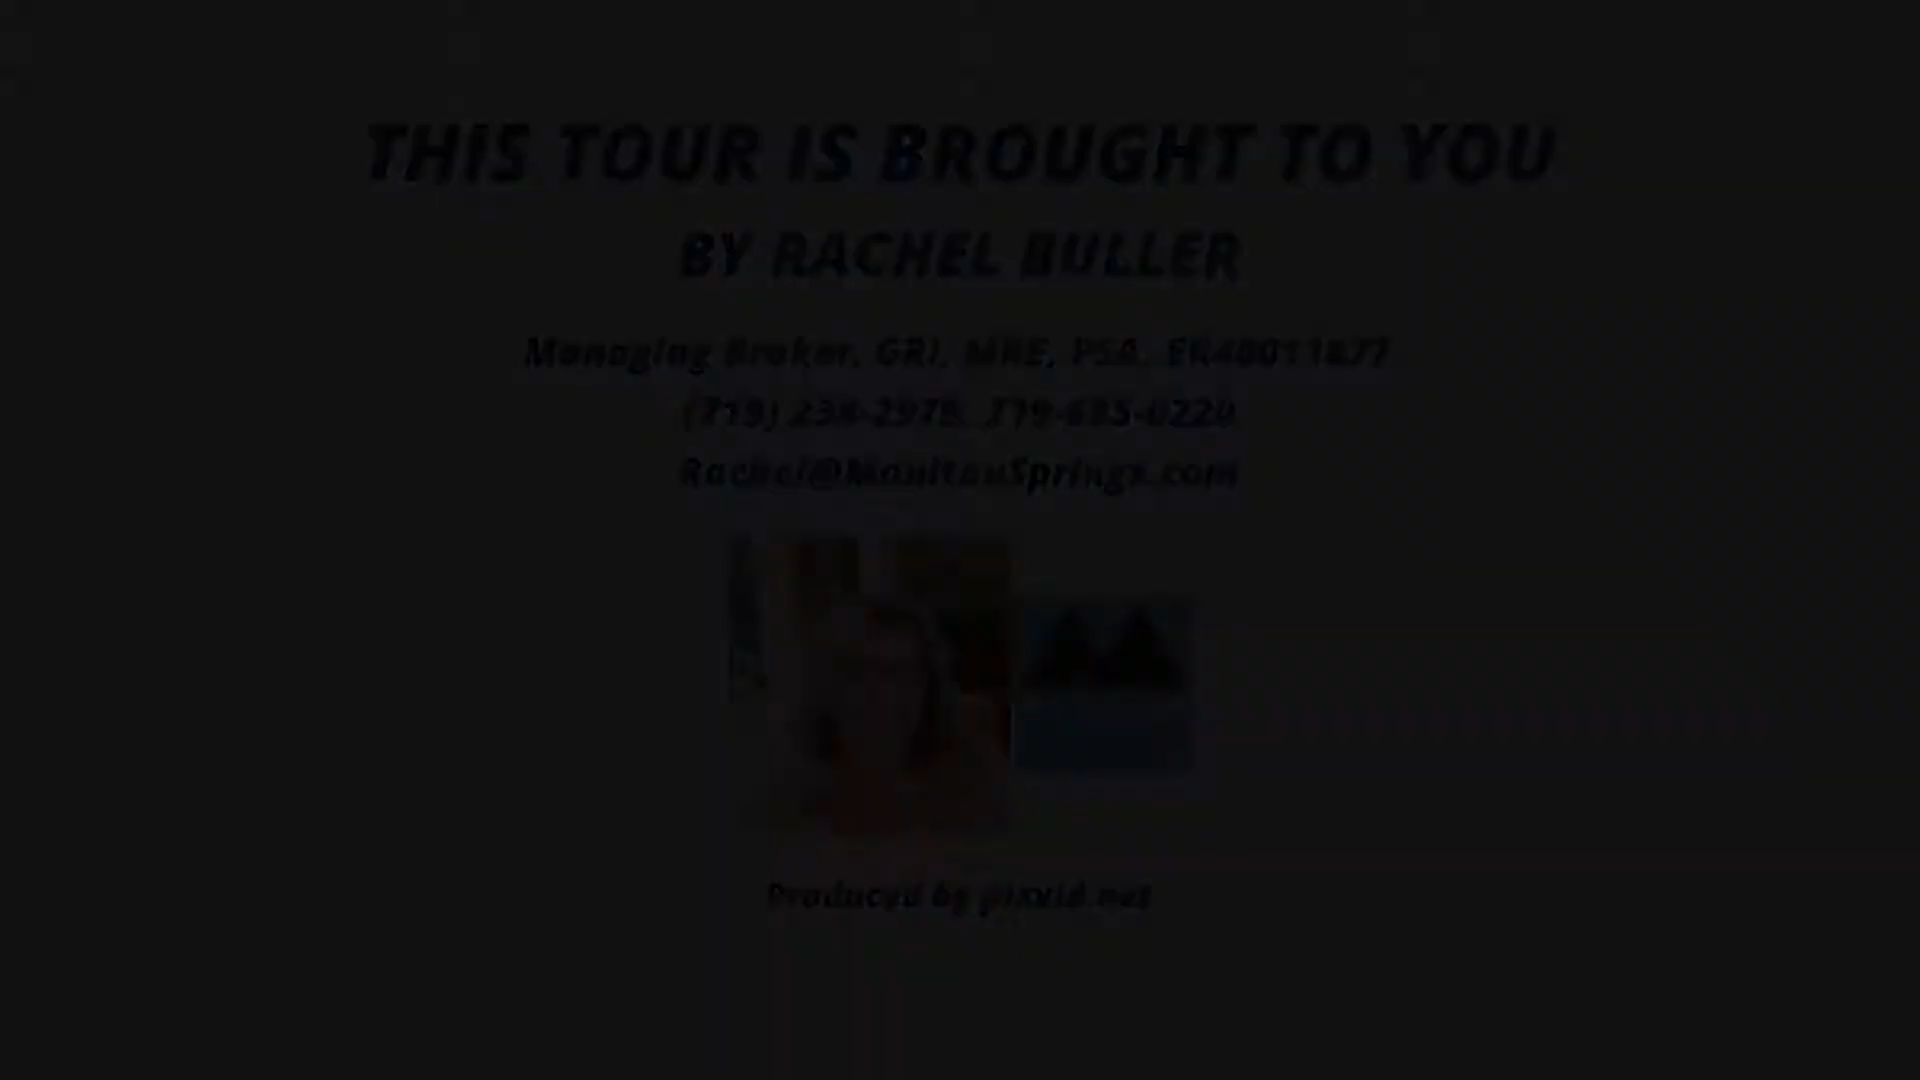 THIS TOUR IS BROUGHT TO YOU
BY RACHEL BULLER
Managing Broker, GRI, MRE, PSA,
Rachel@ManitouSprings.com
Produced by pixvid.net